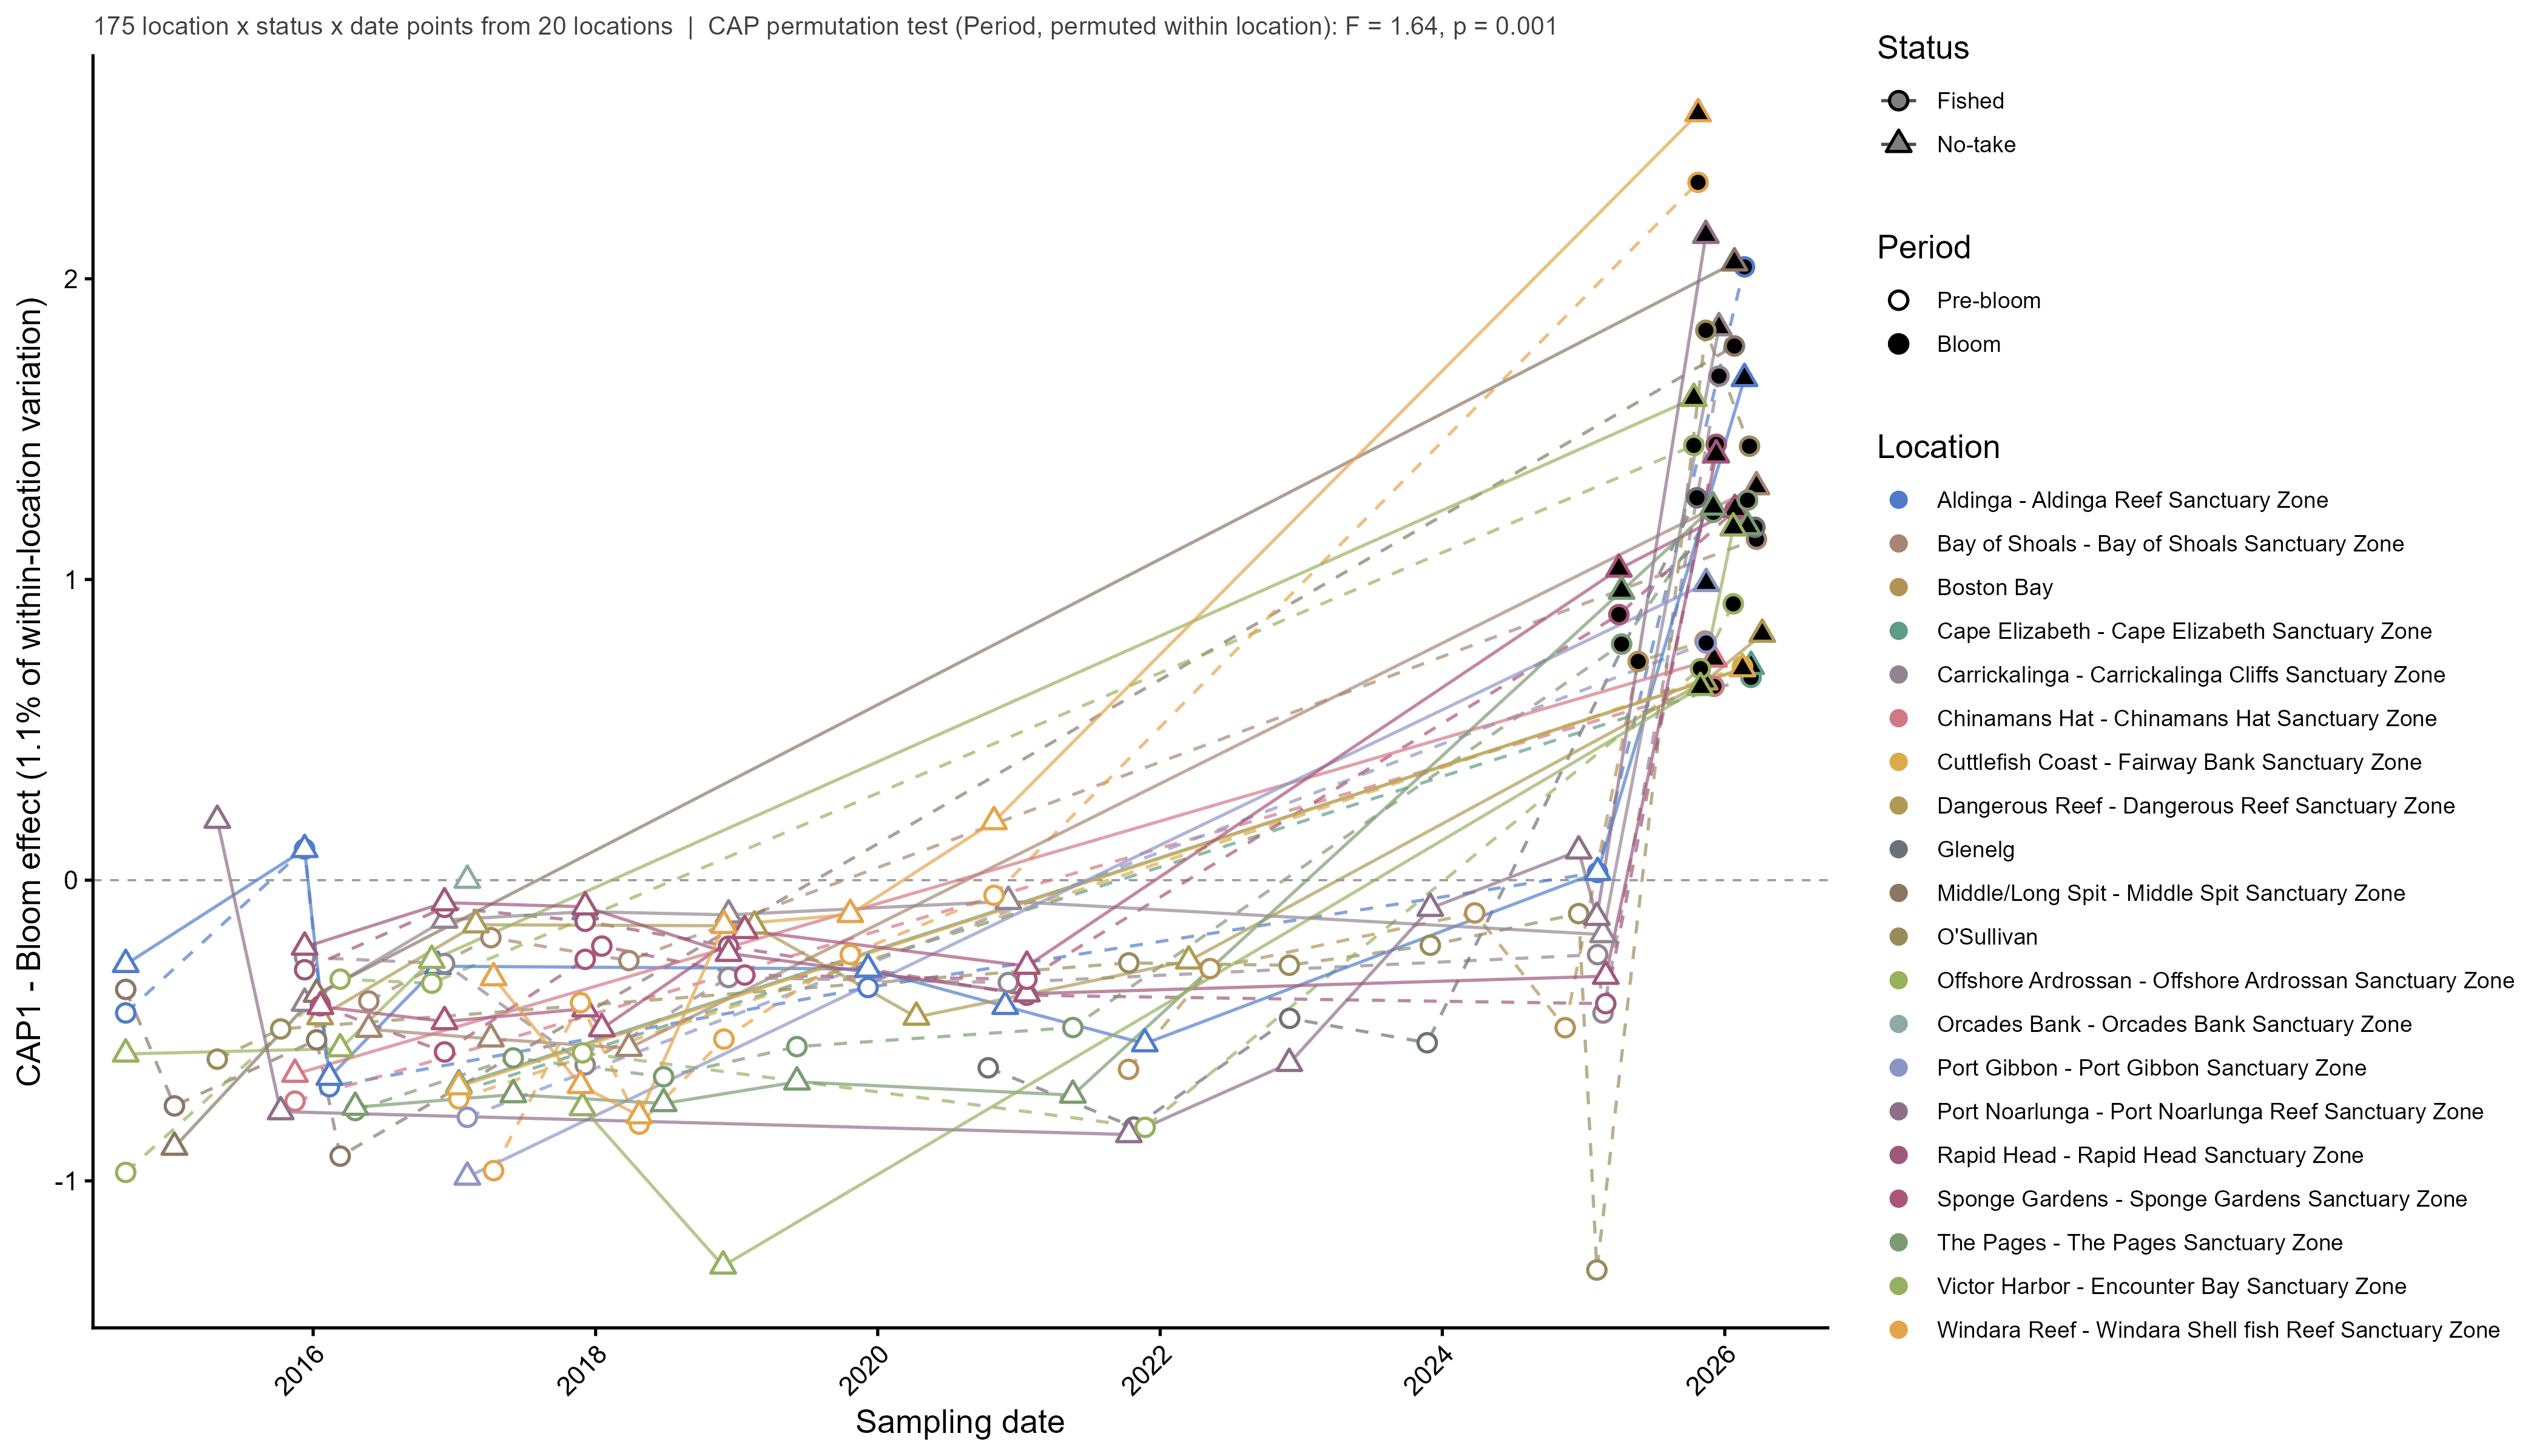 175 location x status x date points from 20 locations | CAP permutation test (Period, permuted within location): F = 1.64, p = 0.001
CAP1 - Bloom effect (1.1% of within-location variation)
2
1
0
-1
2016
2018
2020
2022
2024
2026
Sampling date
Status
Fished
No-take
Period
Pre-bloom
Bloom
Location
Aldinga - Aldinga Reef Sanctuary Zone
Bay of Shoals - Bay of Shoals Sanctuary Zone
Boston Bay
Cape Elizabeth - Cape Elizabeth Sanctuary Zone
Carrickalinga - Carrickalinga Cliffs Sanctuary Zone
Chinamans Hat - Chinamans Hat Sanctuary Zone
Cuttlefish Coast - Fairway Bank Sanctuary Zone
Dangerous Reef - Dangerous Reef Sanctuary Zone
Glenelg
Middle/Long Spit - Middle Spit Sanctuary Zone
O'Sullivan
Offshore Ardrossan - Offshore Ardrossan Sanctuary Zone
Orcades Bank - Orcades Bank Sanctuary Zone
Port Gibbon - Port Gibbon Sanctuary Zone
Port Noarlunga - Port Noarlunga Reef Sanctuary Zone
Rapid Head - Rapid Head Sanctuary Zone
Sponge Gardens - Sponge Gardens Sanctuary Zone
The Pages - The Pages Sanctuary Zone
Victor Harbor - Encounter Bay Sanctuary Zone
Windara Reef - Windara Shell fish Reef Sanctuary Zone